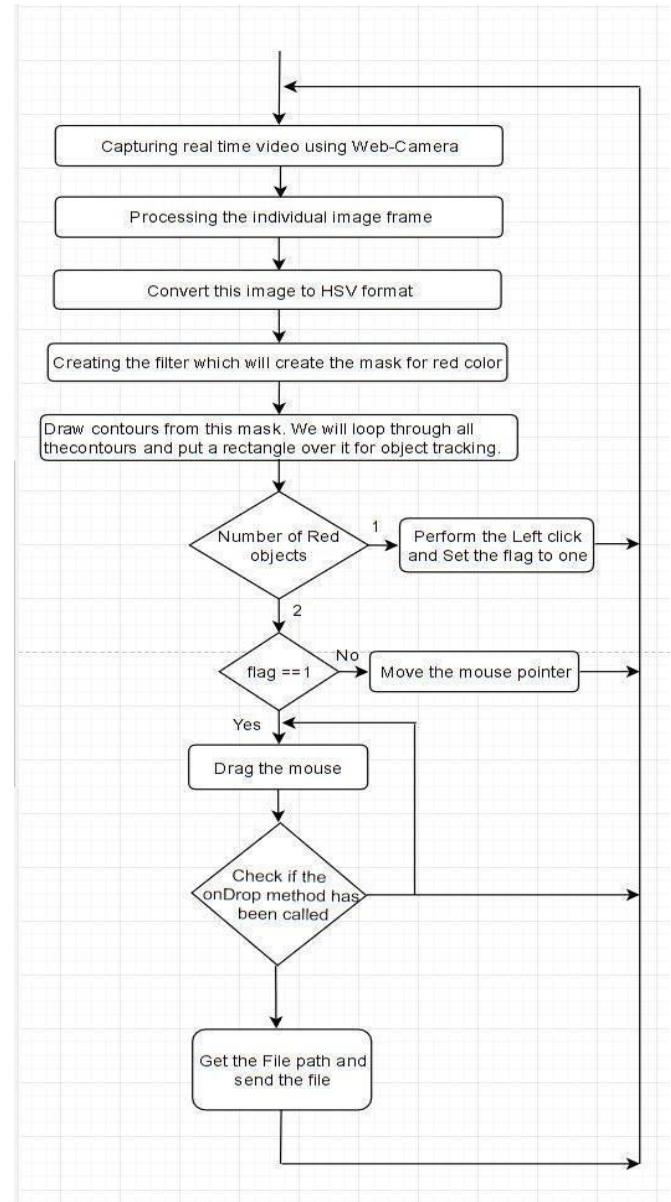 Capturing real time video using Web-Camera
Processing the individual image frame
Convert this image to HSV format
Creating the filter which will create the mask for red color
Draw contours from this mask. We will loop through all
thecontours and put a rectangle over it for object tracking.
Number of Red
objects
1
Perform the Left click
and Set the flag to one
2
flag ==1
No
Move the mouse pointer
Yes
Drag the mouse
Check if the
onDrop method has
been called
Get the File path and
send the file